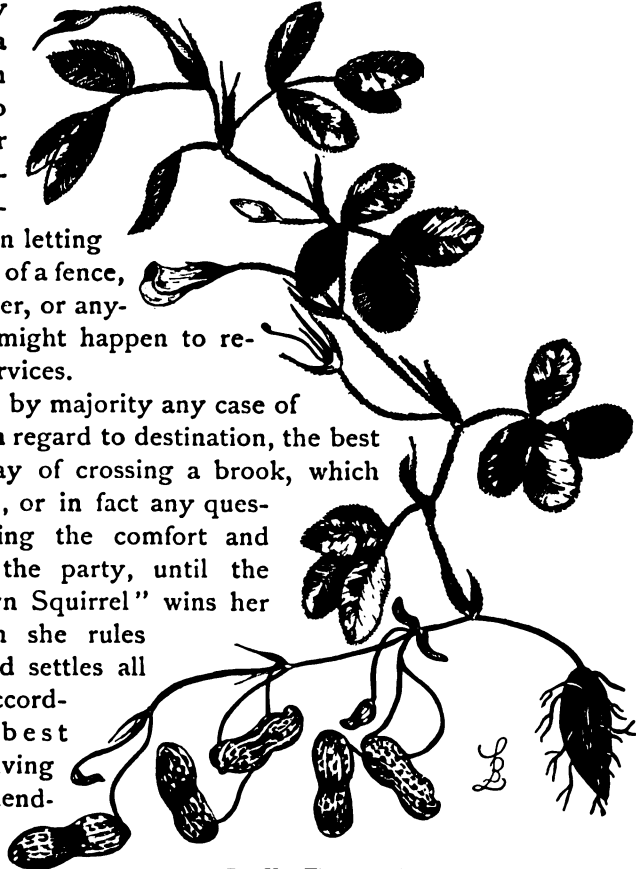 y
a
n
o
r
-
-
n letting
of a fence,
er, or any-
might happen to re-
rvices.
by majority any case of
n regard to destination, the best
ay of crossing a brook, which
, or in fact any ques-
ing the comfort and
the party, until the
n Squirrel" wins her
n she rules
d settles all
ccord-
best
ving
end-
LB